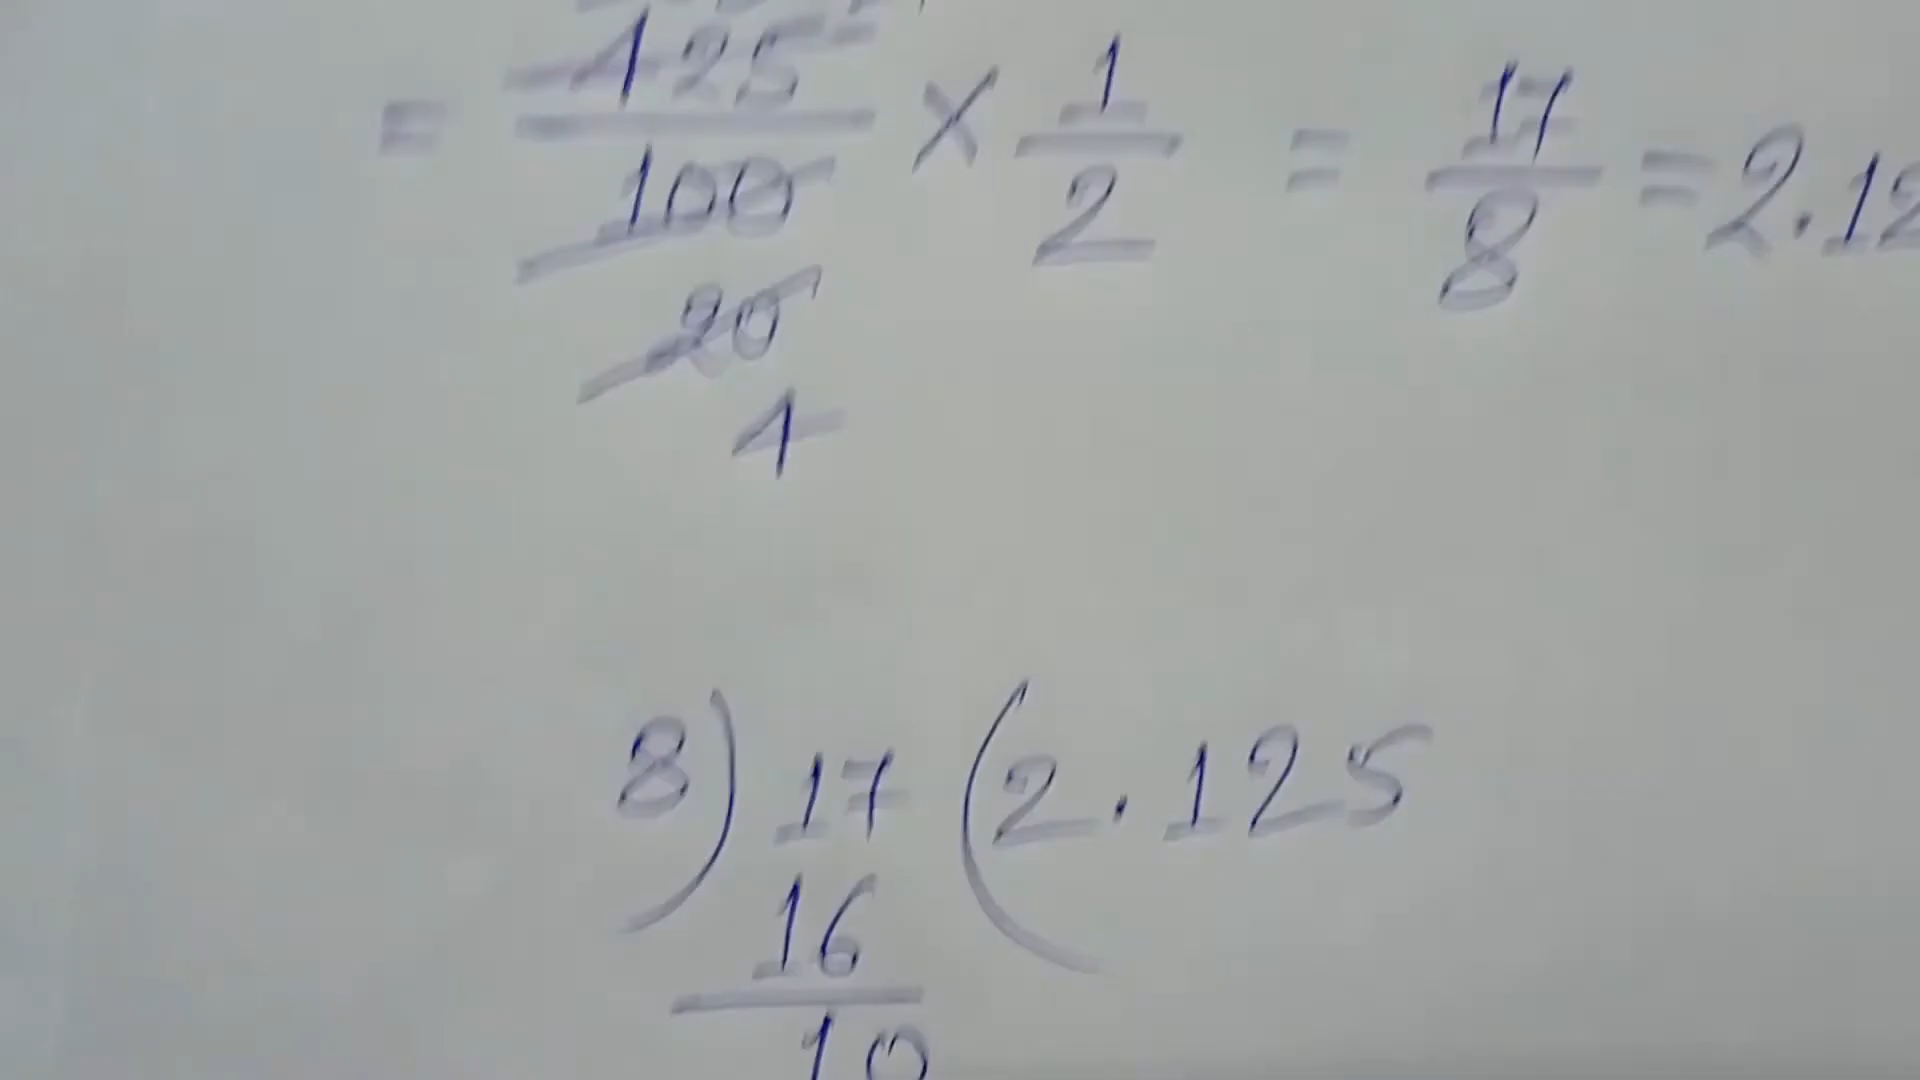 = 425/100 × 1/2 = 17/8 = 2.12
20
4
8) 17 (2.125
16
10